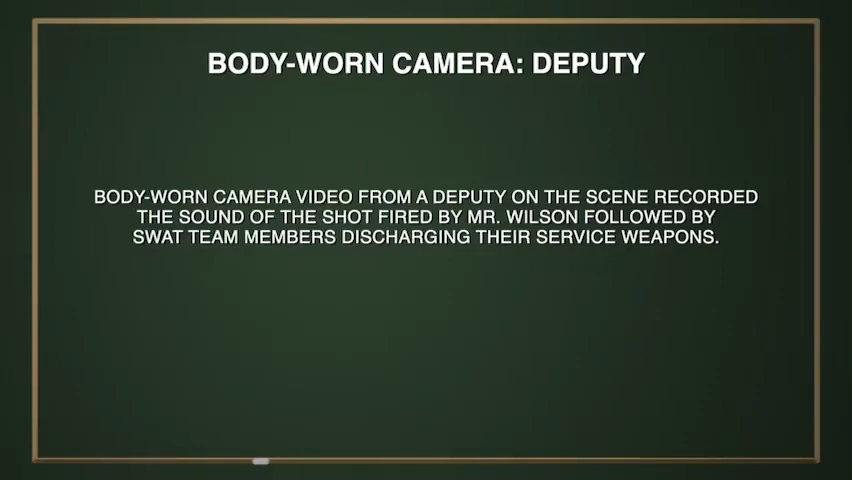 BODY-WORN CAMERA: DEPUTY
BODY-WORN CAMERA VIDEO FROM A DEPUTY ON THE SCENE RECORDED
THE SOUND OF THE SHOT FIRED BY MR. WILSON FOLLOWED BY
SWAT TEAM MEMBERS DISCHARGING THEIR SERVICE WEAPONS.